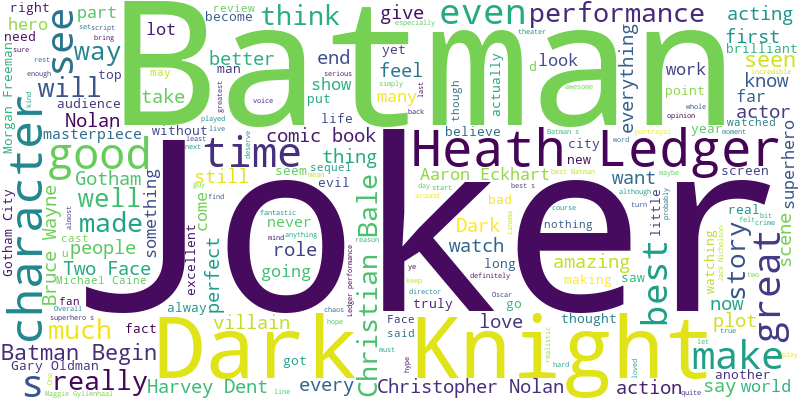 Batman
Joker
Dark Knight
Heath Ledger
character
good
time
great
best
make
even
performance
think
see
way
will
part
hero
need
right
lot
take
better
end
feel
give
review
become
show
put
man
top
may
audience
Nolan
masterpiece
without
life
many
look
yet
actually
though
everything
brilliant
acting
first
seen
know
far
actor
work
point
year
watched
believe
comic book
thing
sequel
seem
evil
Aaron Eckhart
new
city
want
screen
superhero
Morgan Freeman
Gotham
well
made
people
cast
Two Face
Michael Caine
Bruce Wayne
something
still
come
perfect
excellent
never
role
going
mind
Christian Bale
Ledger performance
reason
Dark
watch
bad
long
amazing
making
truly
saw
nothing
little
real
story
scene
watching
Jack Nicholson
now
plot
true
another
say
world
action
Christopher Nolan
love
said
Face
thought
go
Oscar
director
definitely
keep
villain
got
every
line
Harvey Dent
alway
fact
fan
much
Batman Begin
Gary Oldman
really
s
Gotham City
Overall
superhero s
Maggie Gyllenhaal
One
kind
almost
rest
enough
sure
script
bring
greatest
voice
simply
serious
last
back
played
live
least
next
deserve
guy
mean
find
fantastic
anything
chaos
hope
must
hype
hard
loved
realistic
quite
let
play
two
crime
bit
felt
probably
maybe
although
turn
course
cinema
best s
best Batman
Batman s
word
portrayal
moment
opinion
whole
incredible
awesome
theater
especially
day
start
around
ye
d